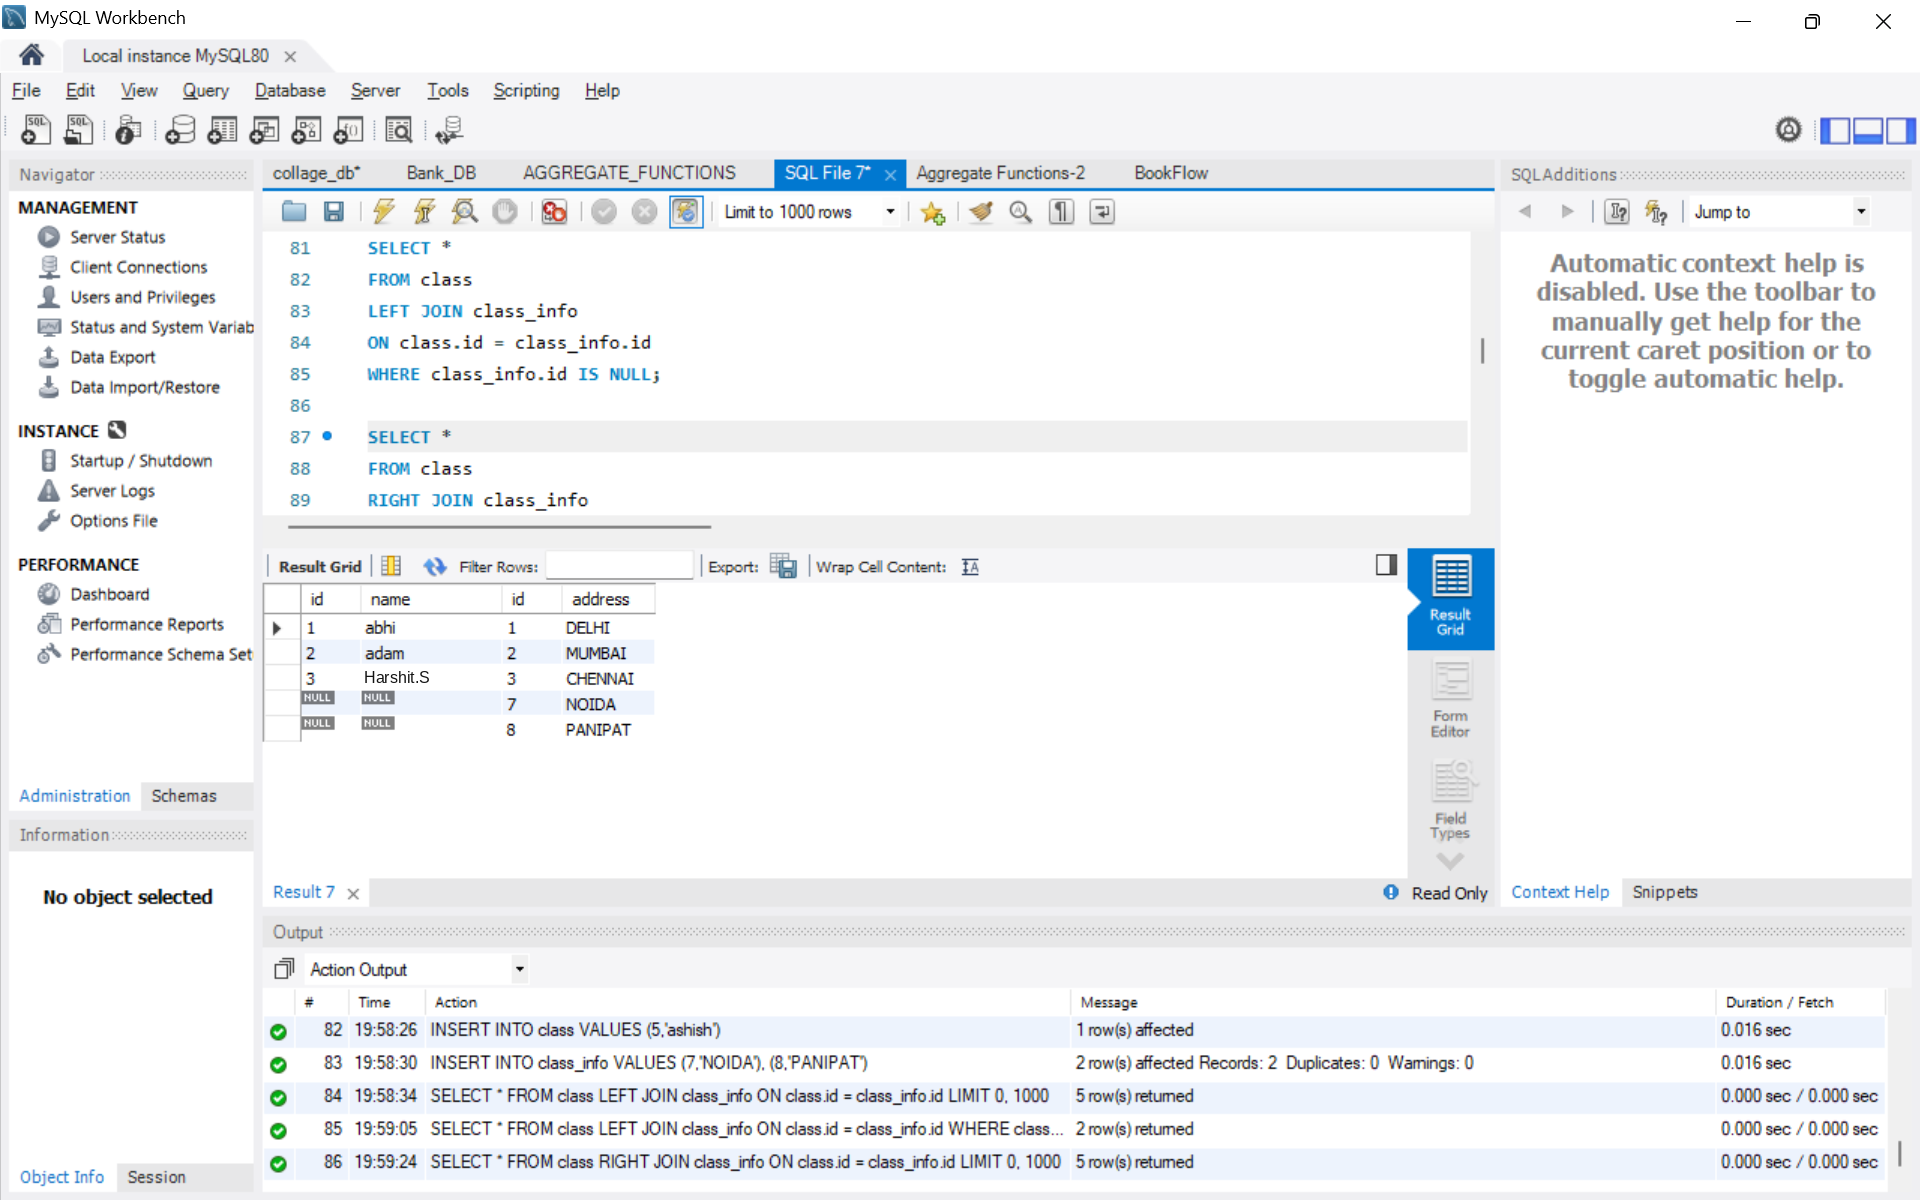 MySQL Workbench
Local instance MySQL80
File Edit View Query Database Server Tools Scripting Help
Navigator
MANAGEMENT
Server Status
Client Connections
Users and Privileges
Status and System Variab
Data Export
Data Import/Restore
INSTANCE
Startup / Shutdown
Server Logs
Options File
PERFORMANCE
Dashboard
Performance Reports
Performance Schema Set
Administration Schemas
Information
No object selected
Object Info Session
collage_db* Bank_DB AGGREGATE_FUNCTIONS SQL File 7* Aggregate Functions-2 BookFlow
Limit to 1000 rows
81 SELECT *
82 FROM class
83 LEFT JOIN class_info
84 ON class.id = class_info.id
85 WHERE class_info.id IS NULL;
86
87 SELECT *
88 FROM class
89 RIGHT JOIN class_info
Result Grid Filter Rows: Export: Wrap Cell Content:
id name id address
1 abhi 1 DELHI
2 adam 2 MUMBAI
3 Harshit.S 3 CHENNAI
NULL NULL 7 NOIDA
NULL NULL 8 PANIPAT
Result Grid
Form Editor
Field Types
Result 7
Read Only
SQLAdditions
Jump to
Automatic context help is
disabled. Use the toolbar to
manually get help for the
current caret position or to
toggle automatic help.
Context Help Snippets
Output
Action Output
# Time Action Message Duration / Fetch
82 19:58:26 INSERT INTO class VALUES (5,'ashish') 1 row(s) affected 0.016 sec
83 19:58:30 INSERT INTO class_info VALUES (7,'NOIDA'), (8,'PANIPAT') 2 row(s) affected Records: 2 Duplicates: 0 Warnings: 0 0.016 sec
84 19:58:34 SELECT * FROM class LEFT JOIN class_info ON class.id = class_info.id LIMIT 0, 1000 5 row(s) returned 0.000 sec / 0.000 sec
85 19:59:05 SELECT * FROM class LEFT JOIN class_info ON class.id = class_info.id WHERE class... 2 row(s) returned 0.000 sec / 0.000 sec
86 19:59:24 SELECT * FROM class RIGHT JOIN class_info ON class.id = class_info.id LIMIT 0, 1000 5 row(s) returned 0.000 sec / 0.000 sec